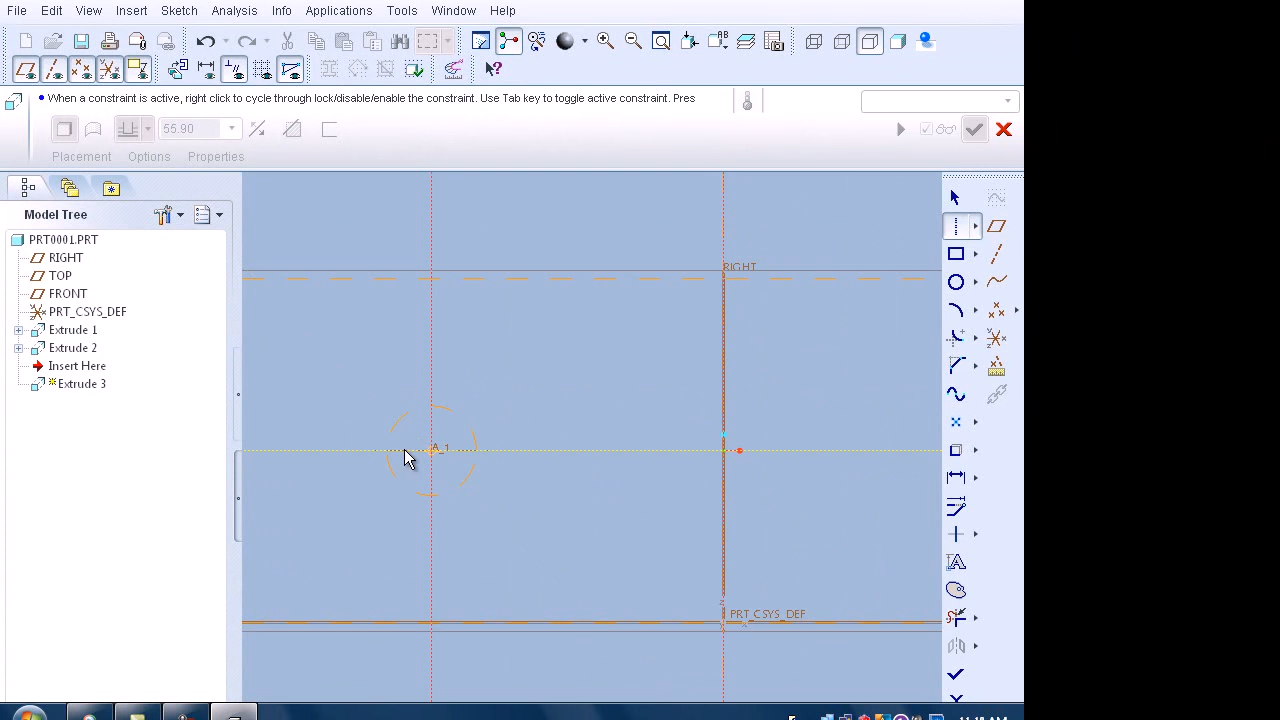 File Edit View Insert Sketch Analysis Info Applications Tools Window Help
When a constraint is active, right click to cycle through lock/disable/enable the constraint. Use Tab key to toggle active constraint. Pres
55.90
Placement Options Properties
Model Tree
PRT0001.PRT
RIGHT
TOP
FRONT
PRT_CSYS_DEF
Extrude 1
Extrude 2
Insert Here
Extrude 3
RIGHT
A_1
PRT_CSYS_DEF